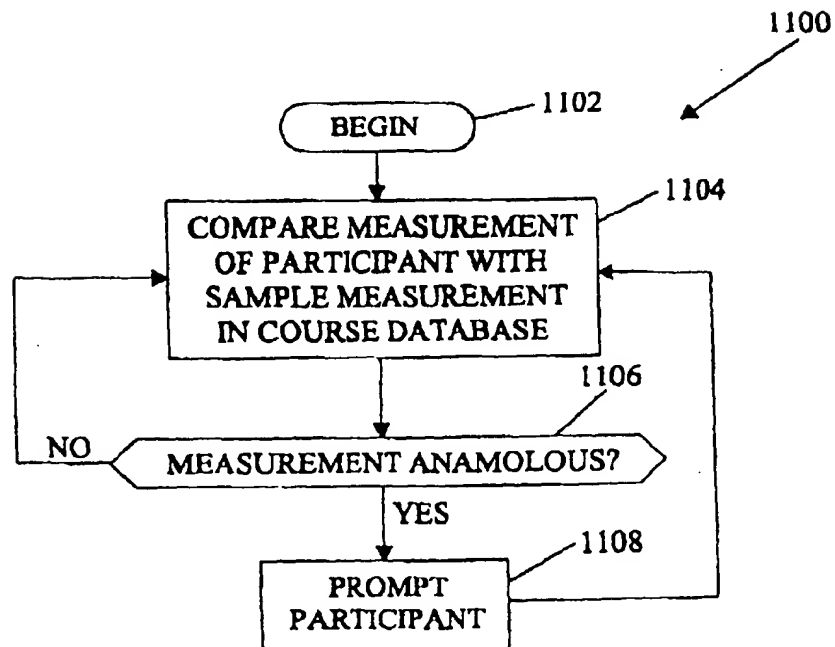 1100
BEGIN
1102
1104
COMPARE MEASUREMENT
OF PARTICIPANT WITH
SAMPLE MEASUREMENT
IN COURSE DATABASE
1106
NO
MEASUREMENT ANAMOLOUS?
YES
1108
PROMPT
PARTICIPANT